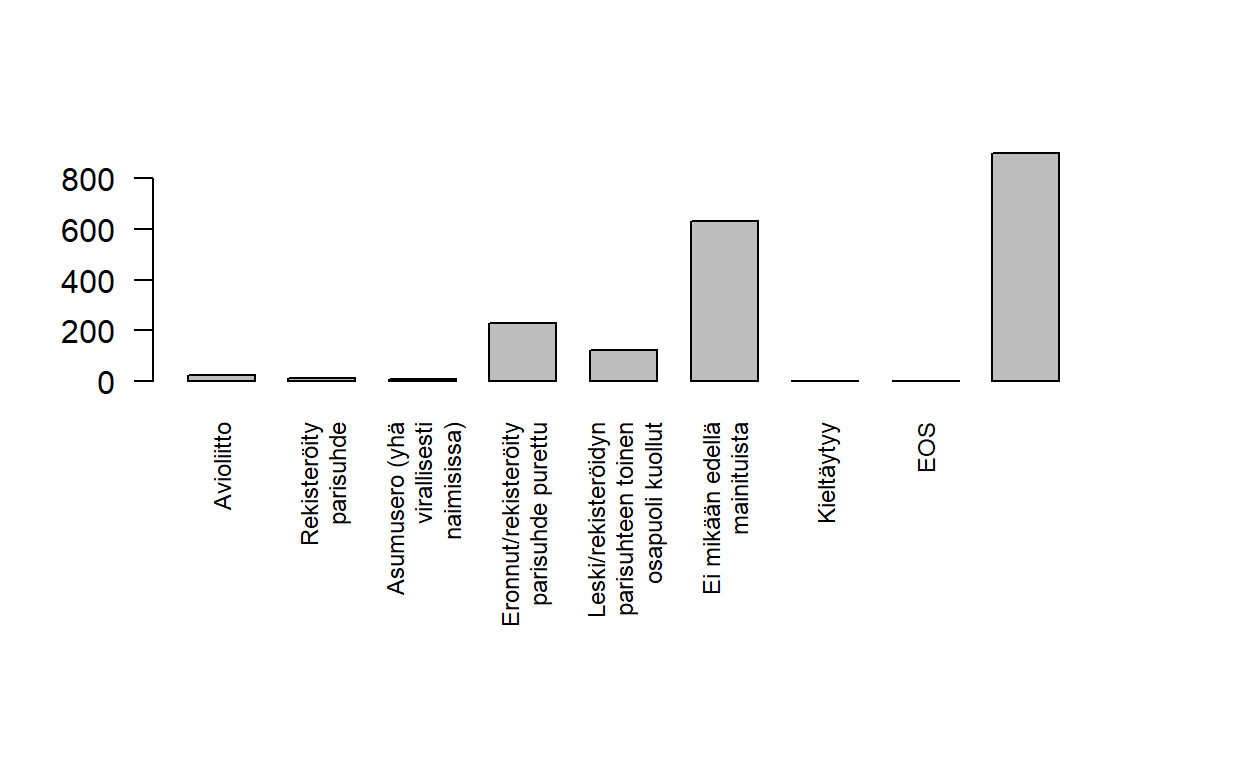 800
600
400
200
0
Avioliitto
Rekisteröity
parisuhde
Asumusero (yhä
virallisesti
naimisissa)
Eronnut/rekisteröity
parisuhde purettu
Leski/rekisteröidyn
parisuhteen toinen
osapuoli kuollut
Ei mikään edellä
mainituista
Kieltäytyy
EOS